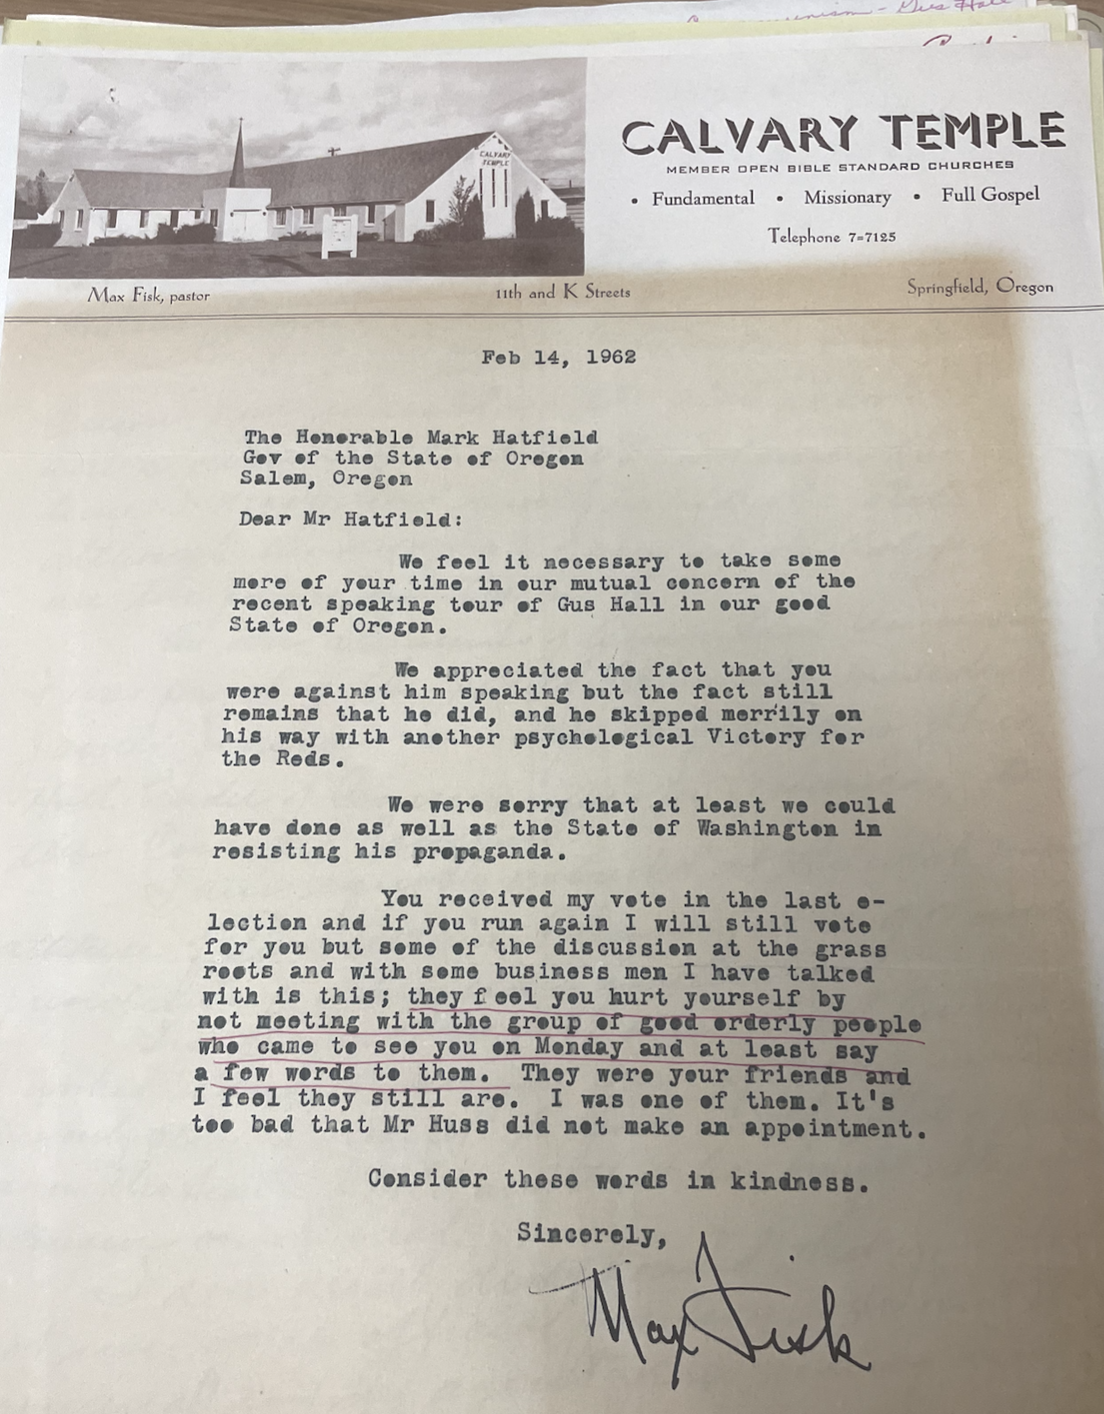 Communism - Gus Hall
CALVARY TEMPLE
CALVARY TEMPLE
MEMBER OPEN BIBLE STANDARD CHURCHES
• Fundamental • Missionary • Full Gospel
Telephone 7=7125
Max Fisk, pastor 11th and K Streets Springfield, Oregon
Feb 14, 1962
The Honorable Mark Hatfield
Gov of the State of Oregon
Salem, Oregon
Dear Mr Hatfield:
We feel it necessary to take some
more of your time in our mutual concern of the
recent speaking tour of Gus Hall in our good
State of Oregon.
We appreciated the fact that you
were against him speaking but the fact still
remains that he did, and he skipped merrily on
his way with another psychological Victory for
the Reds.
We were sorry that at least we could
have done as well as the State of Washington in
resisting his propaganda.
You received my vote in the last e-
lection and if you run again I will still vote
for you but some of the discussion at the grass
roots and with some business men I have talked
with is this; they feel you hurt yourself by
not meeting with the group of good orderly people
who came to see you on Monday and at least say
a few words to them. They were your friends and
I feel they still are. I was one of them. It's
too bad that Mr Huss did not make an appointment.
Consider these words in kindness.
Sincerely,
Max Fisk